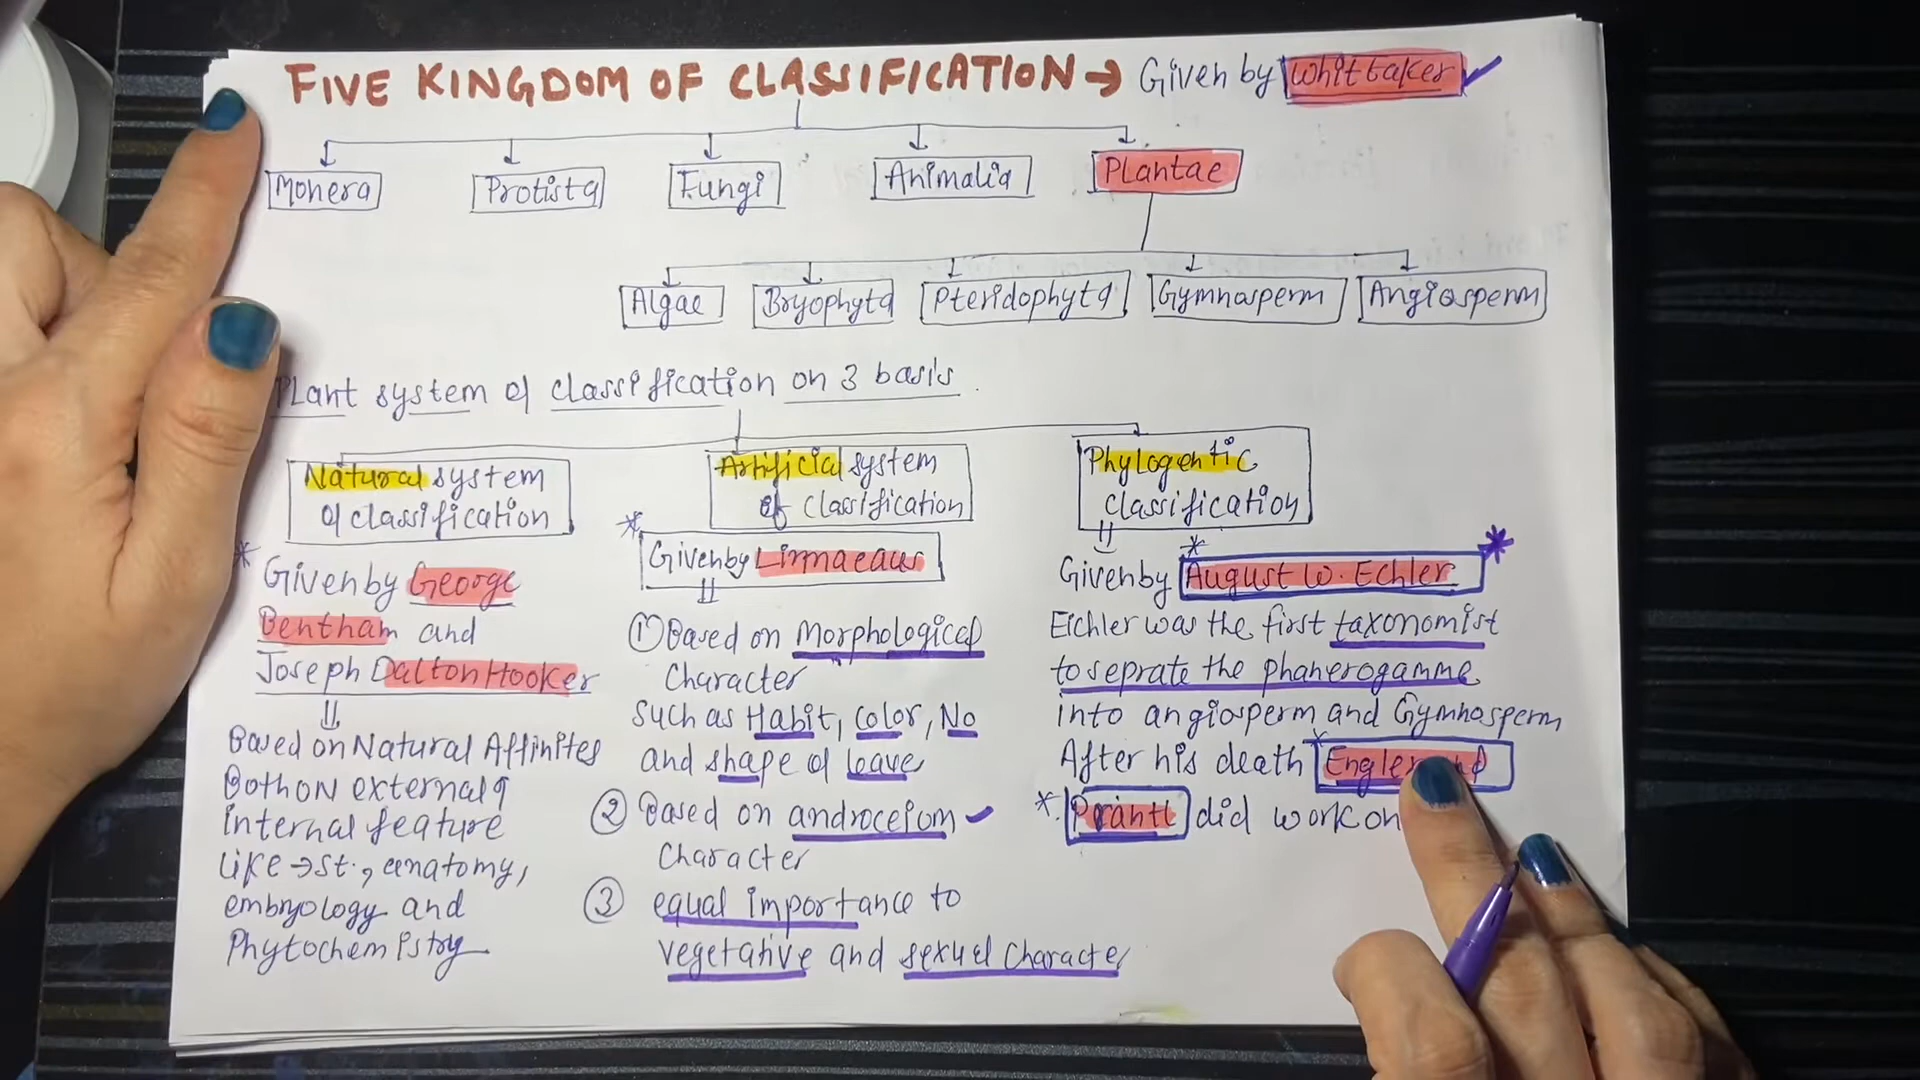 FIVE KINGDOM OF CLASSIFICATION → Given by Whittaker
Monera
Protista
Fungi
Animalia
Plantae
Algae
Bryophyta
Pteridophyta
Gymnosperm
Angiosperm
Plant system of classification on 3 basis.
Natural system
of classification
* Given by George
Bentham and
Joseph Dalton Hooker
Based on Natural Affinites
Both on external &
internal feature
Like → st., anatomy,
embryology and
Phytochemistry
Artificial system
of classification
* Given by Linnaeaus
① Based on Morphological
Character
Such as Habit, color, No
and shape of leave
② Based on androceiom
Character
③ equal importance to
vegetative and sexual character
Phylogentic
classification
Given by August W. Echler
Eichler was the first taxonomist
to seprate the phanerogamme
into angiosperm and Gymnosperm
After his death Engler
* Prantl did work on